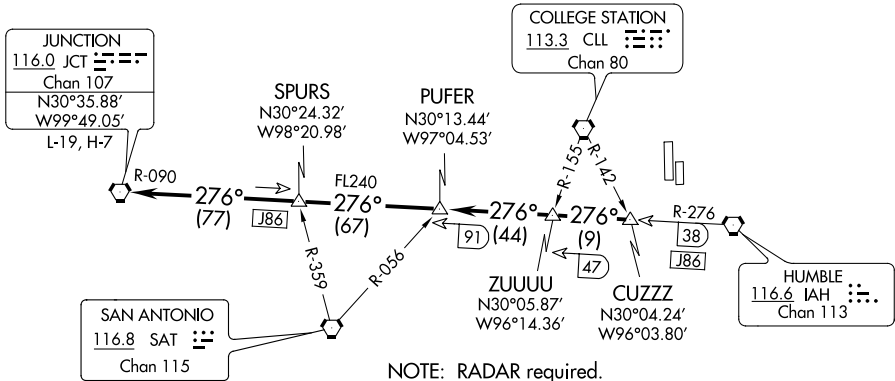 JUNCTION
116.0 JCT
Chan 107
N30°35.88'
W99°49.05'
L-19, H-7
COLLEGE STATION
113.3 CLL
Chan 80
SPURS
N30°24.32'
W98°20.98'
PUFER
N30°13.44'
W97°04.53'
R-090
276°
(77)
J86
FL240
276°
(67)
91
276°
(44)
276°
(9)
R-155
R-142
R-276
38
J86
47
R-359
R-056
ZUUUU
N30°05.87'
W96°14.36'
CUZZZ
N30°04.24'
W96°03.80'
HUMBLE
116.6 IAH
Chan 113
SAN ANTONIO
116.8 SAT
Chan 115
NOTE: RADAR required.